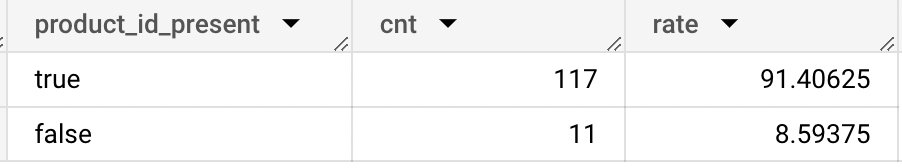 product_id_present cnt rate
true 117 91.40625
false 11 8.59375